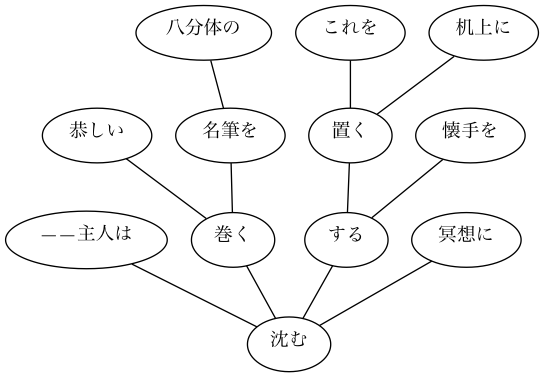 八分体の これを 机上に
恭しい 名筆を 置く 懐手を
——主人は 巻く する 冥想に
沈む